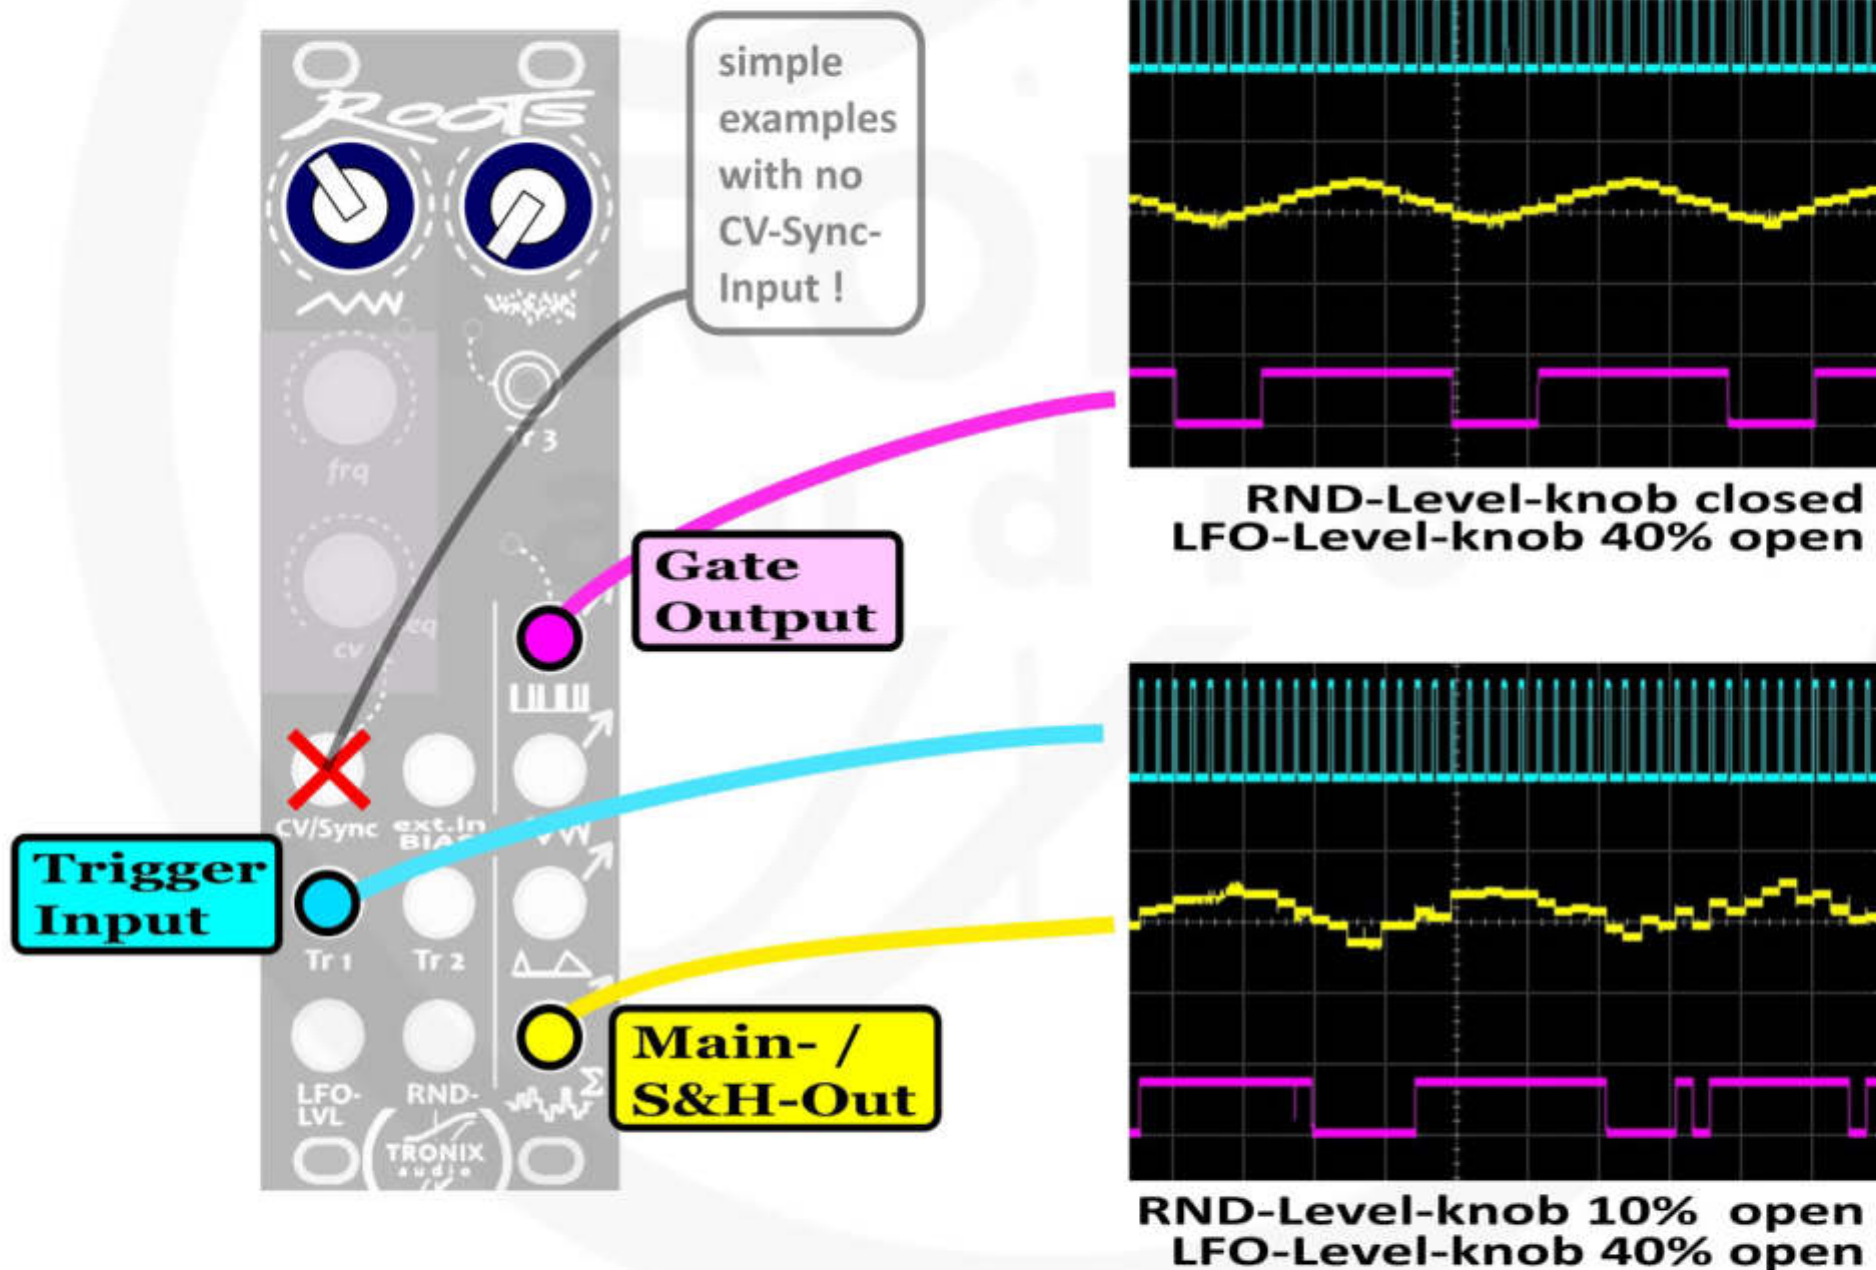 simple
examples
with no
CV-Sync-
Input !
Roots
Tr 3
frq
cv
Gate
Output
CV/Sync
ext.in
Trigger
Input
Tr 1
Tr 2
LFO-
LVL
RND-
Σ
Main- /
S&H-Out
TRONIX
audio
RND-Level-knob closed
LFO-Level-knob 40% open
RND-Level-knob 10% open
LFO-Level-knob 40% open